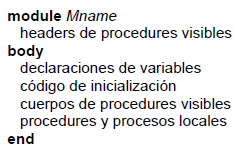 module Mname
headers de procedures visibles
body
declaraciones de variables
código de inicialización
cuerpos de procedures visibles
procedures y procesos locales
end